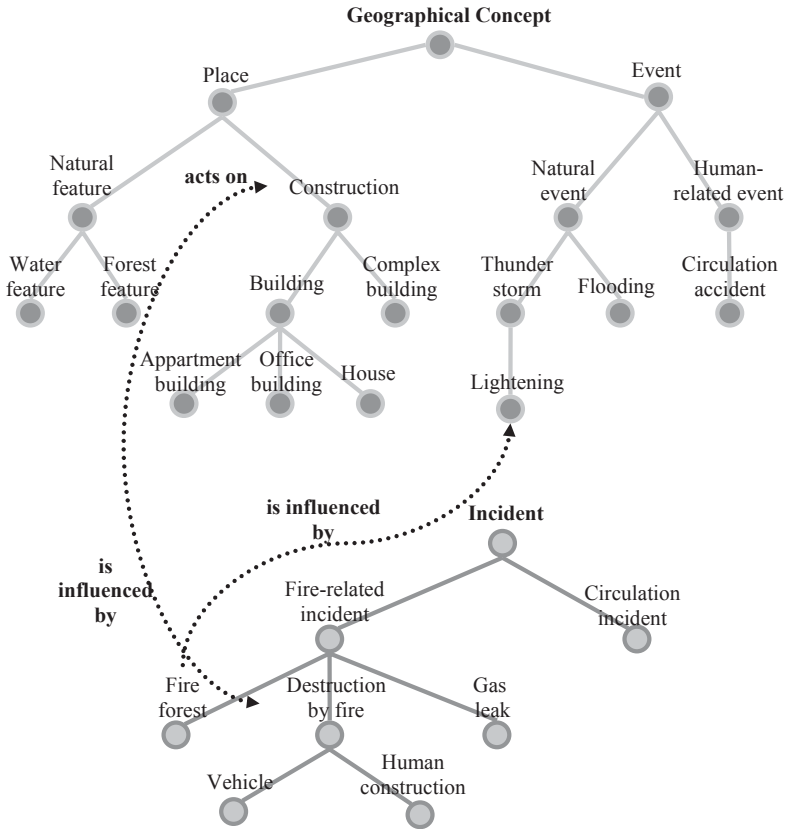 Geographical Concept
Place
Event
Natural
feature
acts on
Construction
Natural
event
Human-
related event
Water
feature
Forest
feature
Building
Complex
building
Thunder
storm
Flooding
Circulation
accident
Appartment
building
Office
building
House
Lightening
is influenced
by
Incident
is
influenced
by
Fire-related
incident
Circulation
incident
Fire
forest
Destruction
by fire
Gas
leak
Vehicle
Human
construction